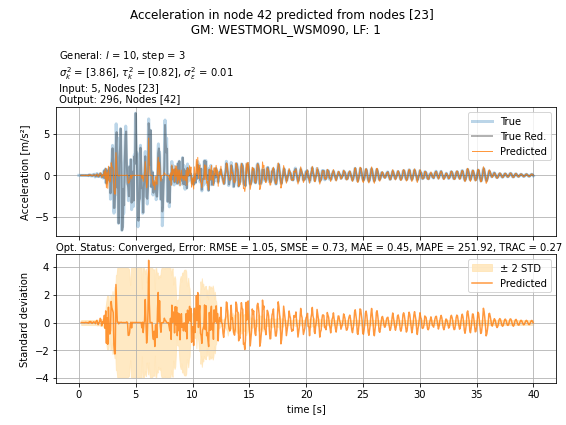 Acceleration in node 42 predicted from nodes [23]
GM: WESTMORL_WSM090, LF: 1
General: l = 10, step = 3
σ²ₖ = [3.86], τ²ₖ = [0.82], σ²ε = 0.01
Input: 5, Nodes [23]
Output: 296, Nodes [42]
Acceleration [m/s²]
5
0
−5
True
True Red.
Predicted
Opt. Status: Converged, Error: RMSE = 1.05, SMSE = 0.73, MAE = 0.45, MAPE = 251.92, TRAC = 0.27
Standard deviation
4
2
0
−2
−4
± 2 STD
Predicted
0 5 10 15 20 25 30 35 40
time [s]